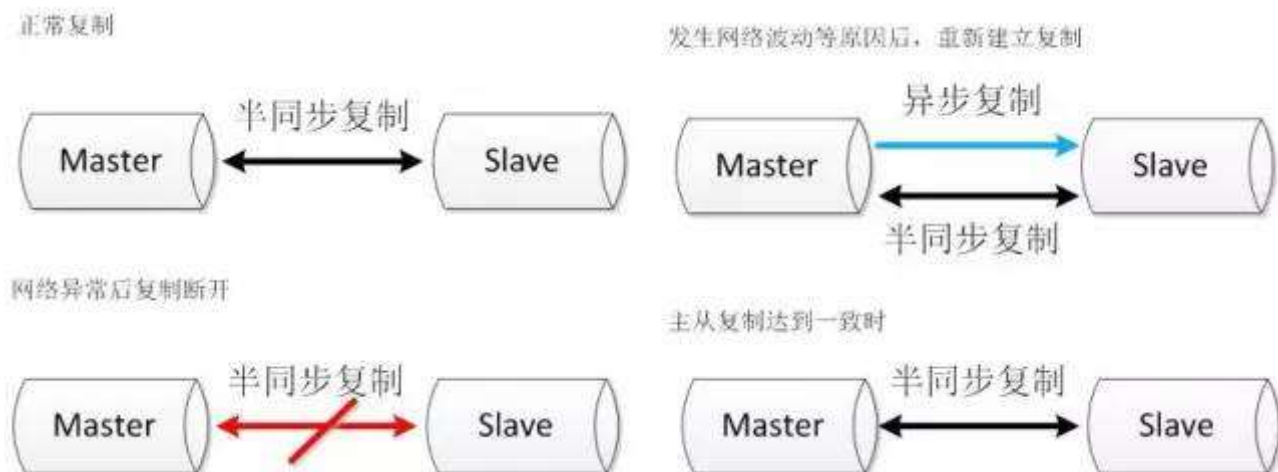 正常复制
半同步复制
Master
Slave
网络异常后复制断开
半同步复制
Master
Slave
发生网络波动等原因后，重新建立复制
异步复制
Master
Slave
半同步复制
主从复制达到一致时
半同步复制
Master
Slave